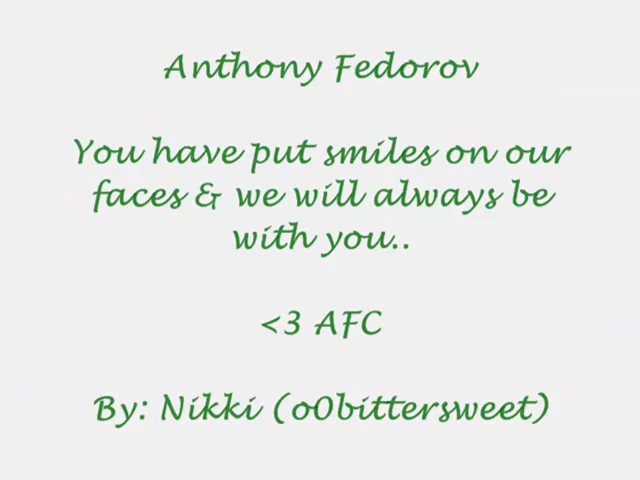 Anthony Fedorov
You have put smiles on our
faces & we will always be
with you..
<3 AFC
By: Nikki (o0bittersweet)